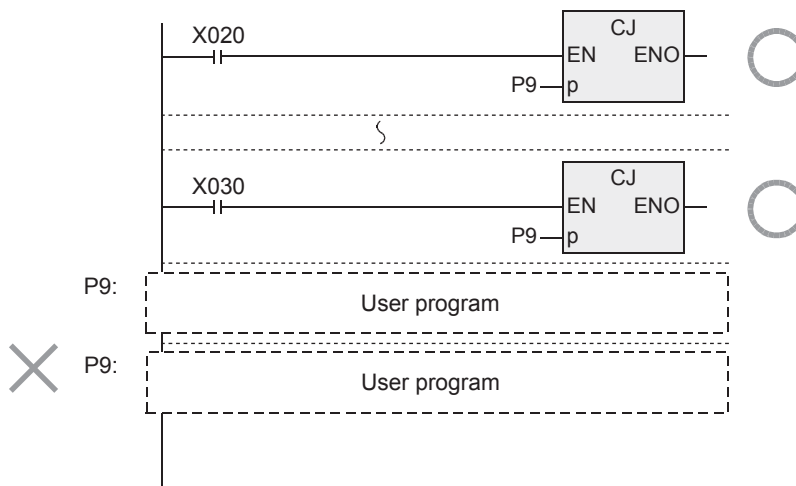 X020
CJ
EN ENO
P9 p
X030
CJ
EN ENO
P9 p
P9:
User program
P9:
User program